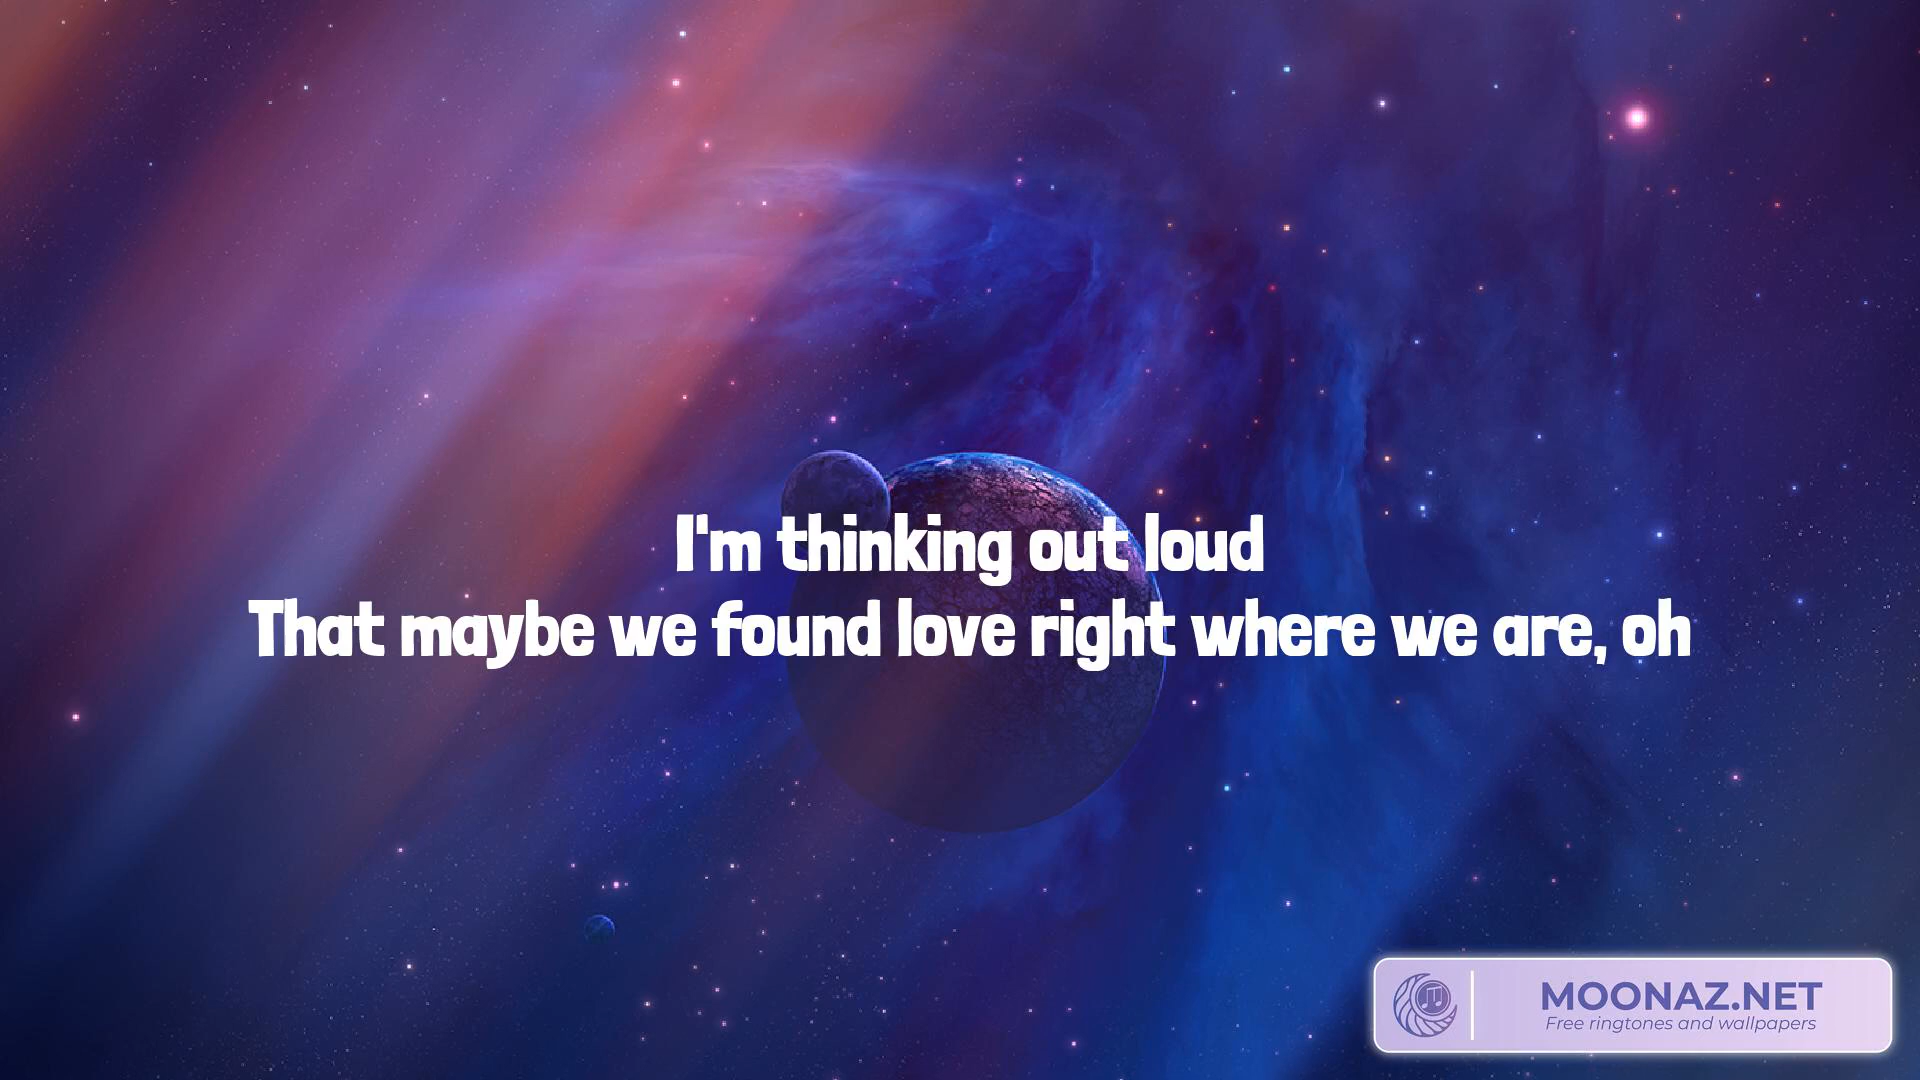 I'm thinking out loud
That maybe we found love right where we are, oh
MOONAZ.NET
Free ringtones and wallpapers